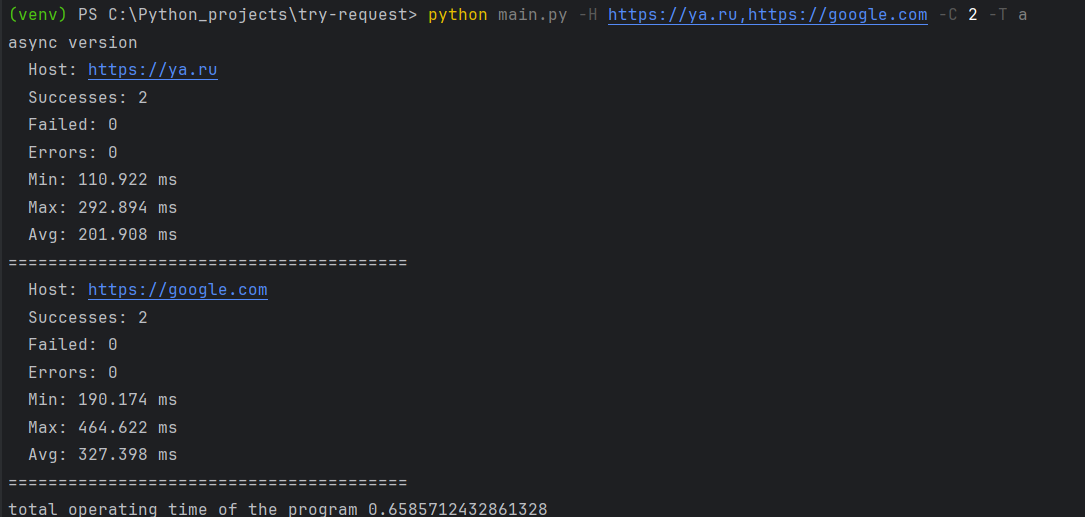 (venv) PS C:\Python_projects\try-request> python main.py -H https://ya.ru,https://google.com -C 2 -T a
async version
Host: https://ya.ru
Successes: 2
Failed: 0
Errors: 0
Min: 110.922 ms
Max: 292.894 ms
Avg: 201.908 ms
========================================
Host: https://google.com
Successes: 2
Failed: 0
Errors: 0
Min: 190.174 ms
Max: 464.622 ms
Avg: 327.398 ms
========================================
total operating time of the program 0.6585712432861328